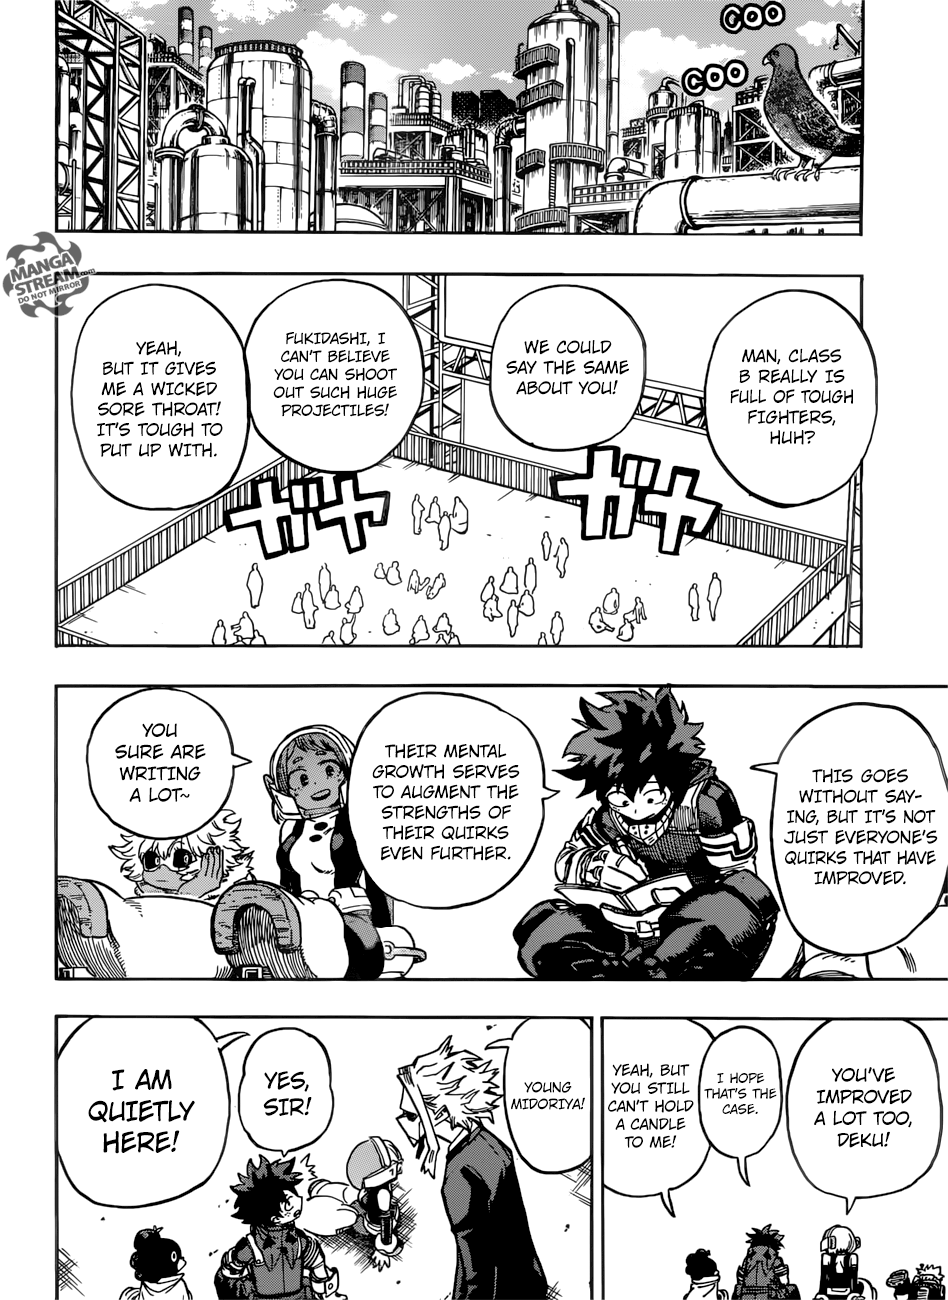 COO
COO
MANGA
STREAM.com
DO NOT MIRROR
MAN, CLASS
B REALLY IS
FULL OF TOUGH
FIGHTERS,
HUH?
WE COULD
SAY THE SAME
ABOUT YOU!
FUKIDASHI, I
CAN'T BELIEVE
YOU CAN SHOOT
OUT SUCH HUGE
PROJECTILES!
YEAH,
BUT IT GIVES
ME A WICKED
SORE THROAT!
IT'S TOUGH TO
PUT UP WITH.
ガヤ
ガヤ
THIS GOES
WITHOUT SAY-
ING, BUT IT'S NOT
JUST EVERYONE'S
QUIRKS THAT HAVE
IMPROVED.
THEIR MENTAL
GROWTH SERVES
TO AUGMENT THE
STRENGTHS OF
THEIR QUIRKS
EVEN FURTHER.
YOU
SURE ARE
WRITING
A LOT~
YOU'VE
IMPROVED
A LOT TOO,
DEKU!
I HOPE
THAT'S THE
CASE.
YEAH, BUT
YOU STILL
CAN'T HOLD
A CANDLE
TO ME!
YOUNG
MIDORIYA!
YES,
SIR!
I AM
QUIETLY
HERE!